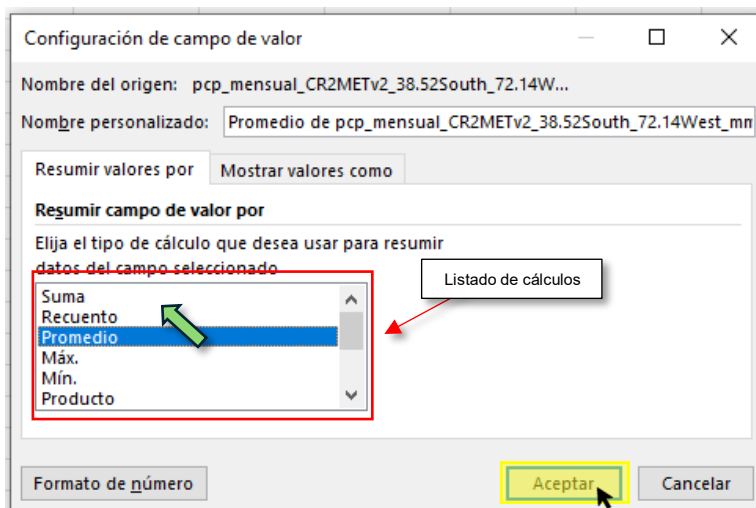 Configuración de campo de valor
Nombre del origen: pcp_mensual_CR2METv2_38.52South_72.14W...
Nombre personalizado: Promedio de pcp_mensual_CR2METv2_38.52South_72.14West_mm
Resumir valores por Mostrar valores como
Resumir campo de valor por
Elija el tipo de cálculo que desea usar para resumir
datos del campo seleccionado
Listado de cálculos
Suma
Recuento
Promedio
Máx.
Mín.
Producto
Formato de número Aceptar Cancelar